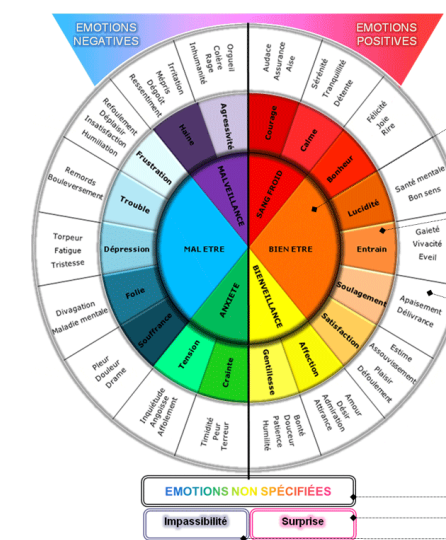 EMOTIONS
NEGATIVES
EMOTIONS
POSITIVES
Audace
Assurance
Aise
Sérénité
Tranquillité
Détente
Félicité
Joie
Rire
Santé mentale
Bon sens
Gaieté
Vivacité
Eveil
Apaisement
Délivrance
Estime
Assouvissement
Plaisir
Défoulement
Amour
Désir
Admiration
Attirance
Bonté
Douceur
Patience
Humilité
Timidité
Peur
Terreur
Inquiétude
Angoisse
Affolement
Pleur
Douleur
Drame
Divagation
Maladie mentale
Torpeur
Fatigue
Tristesse
Remords
Bouleversement
Refoulement
Déplaisir
Insatisfaction
Humiliation
Irritation
Mépris
Dégoût
Ressentiment
Orgueil
Colère
Rage
Inhumanité
Courage
Calme
Bonheur
Lucidité
Entrain
Soulagement
Satisfaction
Affection
Gentillesse
Crainte
Tension
Souffrance
Folie
Dépression
Trouble
Frustration
Haine
Agressivité
SANG FROID
BIEN ETRE
BIENVEILLANCE
ANXIETE
MAL ETRE
MALVEILLANCE
EMOTIONS NON SPÉCIFIÉES
Impassibilité
Surprise